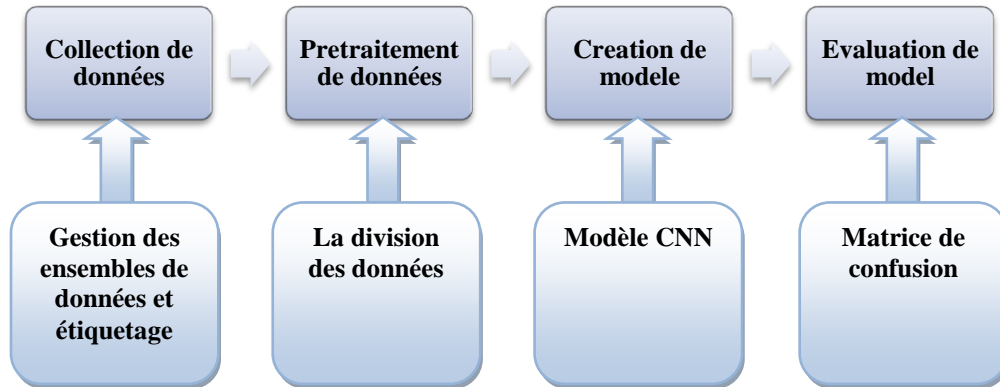 Collection de
données
Pretraitement
de données
Creation de
modele
Evaluation de
model
Gestion des
ensembles de
données et
étiquetage
La division
des données
Modèle CNN
Matrice de
confusion